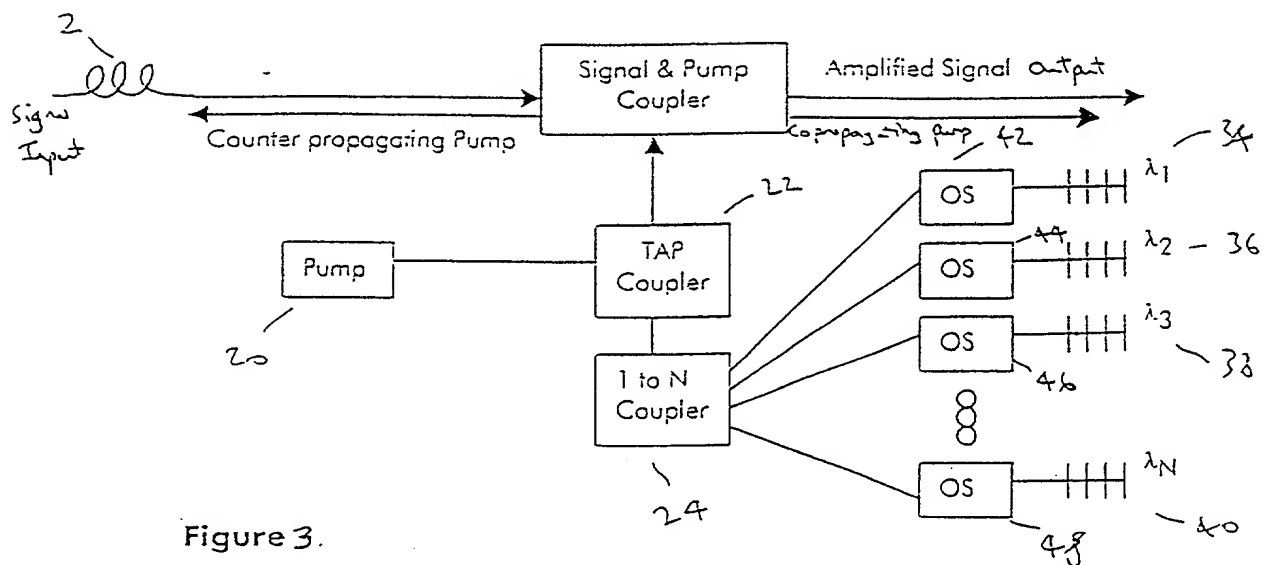 2
Signal & Pump
Coupler
Amplified Signal output
Signal
Input
Counter propagating Pump
Copropagating pump
42
34
OS
λ1
22
Pump
TAP
Coupler
44
OS
λ2
36
20
OS
λ3
46
38
1 to N
Coupler
OS
λN
24
48
40
Figure 3.